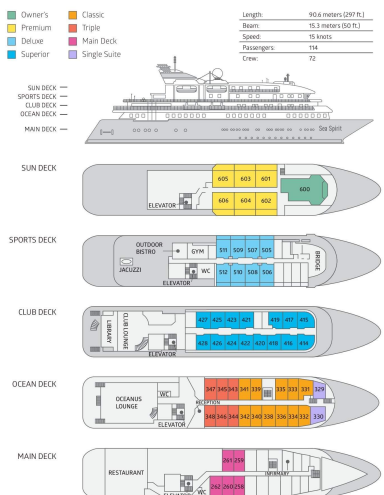 Owner's
Classic
Premium
Triple
Deluxe
Main Deck
Superior
Single Suite
Length: 90.6 meters (297 ft.)
Beam: 15.3 meters (50 ft.)
Speed: 15 knots
Passengers: 114
Crew: 72
SUN DECK
SPORTS DECK
CLUB DECK
OCEAN DECK
MAIN DECK
Sea Spirit
SUN DECK
605 603 601
600
606 604 602
ELEVATOR
SPORTS DECK
OUTDOOR
BISTRO
GYM
511 509 507 505
BRIDGE
JACUZZI
WC
512 510 508 506
ELEVATOR
CLUB DECK
LIBRARY
CLUB LOUNGE
427 425 423 421 419 417 415
428 426 424 422 420 418 416 414
ELEVATOR
OCEAN DECK
OCEANUS
LOUNGE
WC
347 345 343 341 339 335 333 331 329
RECEPTION
348 346 344 342 340 338 336 334 332 330
ELEVATOR
MAIN DECK
RESTAURANT
261 259
INFIRMARY
262 260 258
WC